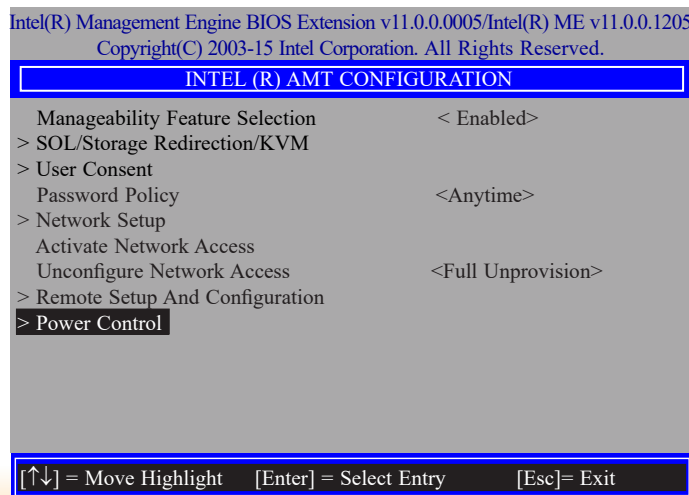 Intel(R) Management Engine BIOS Extension v11.0.0.0005/Intel(R) ME v11.0.0.1205
Copyright(C) 2003-15 Intel Corporation. All Rights Reserved.
INTEL (R) AMT CONFIGURATION
Manageability Feature Selection < Enabled>
> SOL/Storage Redirection/KVM
> User Consent
Password Policy <Anytime>
> Network Setup
Activate Network Access
Unconfigure Network Access <Full Unprovision>
> Remote Setup And Configuration
> Power Control
[↑↓] = Move Highlight [Enter] = Select Entry [Esc]= Exit